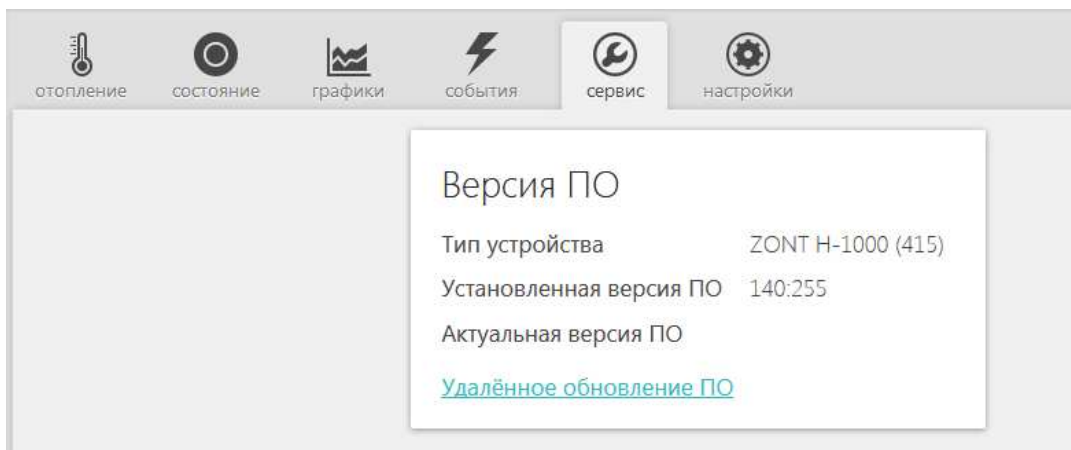 отопление состояние графики события сервис настройки
Версия ПО
Тип устройства ZONT H-1000 (415)
Установленная версия ПО 140:255
Актуальная версия ПО
Удалённое обновление ПО